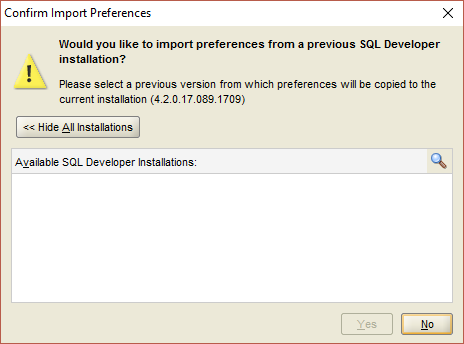 Confirm Import Preferences
Would you like to import preferences from a previous SQL Developer
installation?
Please select a previous version from which preferences will be copied to the
current installation (4.2.0.17.089.1709)
<< Hide All Installations
Available SQL Developer Installations:
Yes No